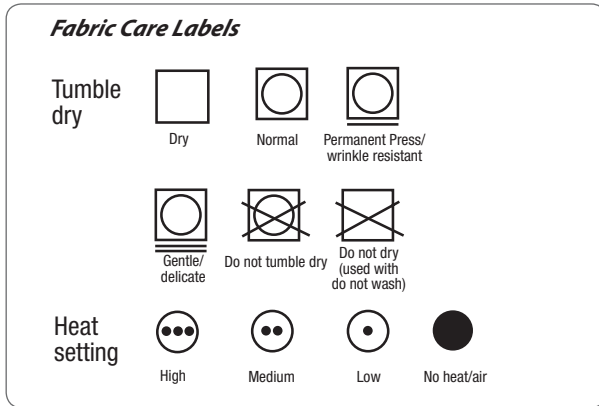 Fabric Care Labels
Tumble
dry
Dry
Normal
Permanent Press/
wrinkle resistant
Gentle/
delicate
Do not tumble dry
Do not dry
(used with
do not wash)
Heat
setting
High
Medium
Low
No heat/air